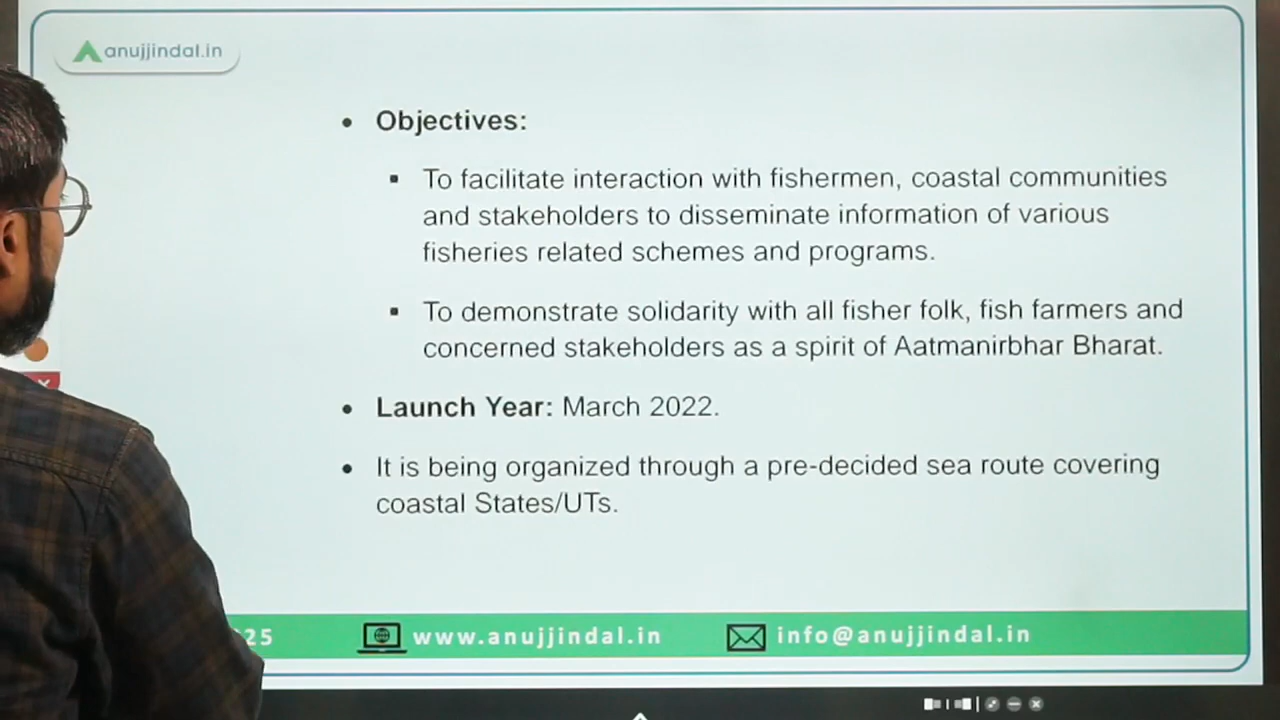 anujjindal.in
Objectives:
To facilitate interaction with fishermen, coastal communities
and stakeholders to disseminate information of various
fisheries related schemes and programs.
To demonstrate solidarity with all fisher folk, fish farmers and
concerned stakeholders as a spirit of Aatmanirbhar Bharat.
Launch Year: March 2022.
It is being organized through a pre-decided sea route covering
coastal States/UTs.
25 www.anujjindal.in info@anujjindal.in